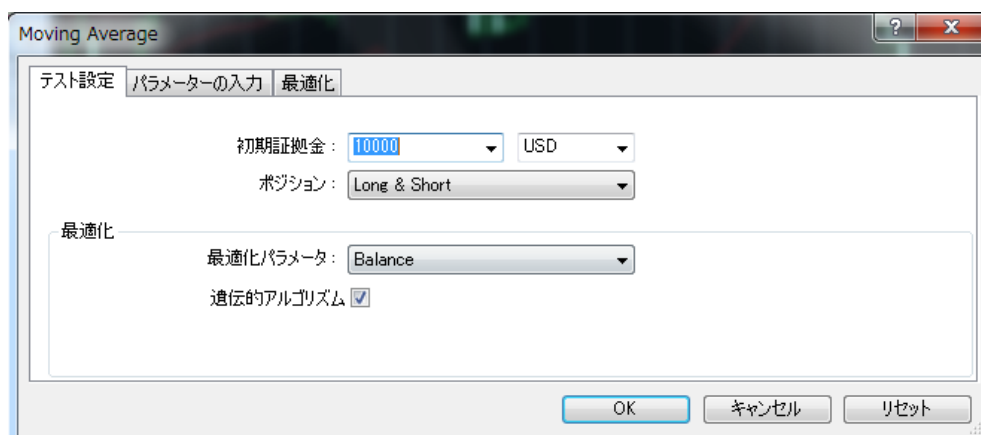 Moving Average
テスト設定 パラメーターの入力 最適化
初期証拠金: 10000 USD
ポジション: Long & Short
最適化
最適化パラメータ: Balance
遺伝的アルゴリズム
OK キャンセル リセット